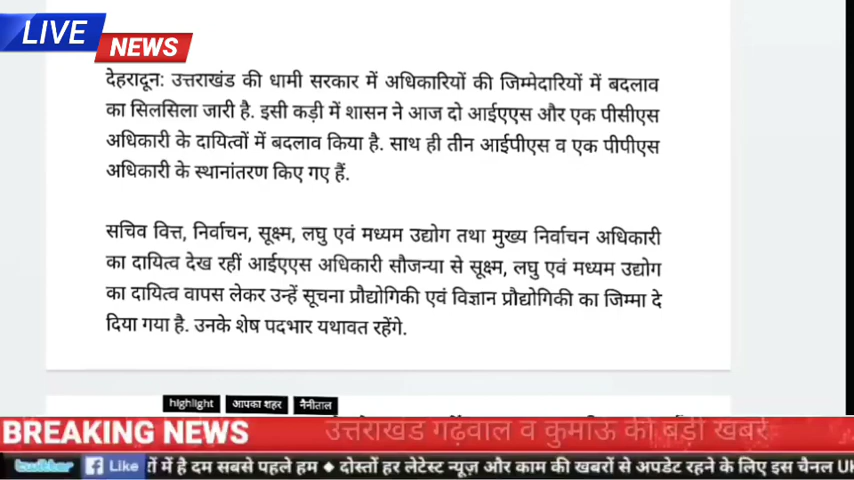 LIVE
NEWS
देहरादून: उत्तराखंड की धामी सरकार में अधिकारियों की जिम्मेदारियों में बदलाव
का सिलसिला जारी है. इसी कड़ी में शासन ने आज दो आईएएस और एक पीसीएस
अधिकारी के दायित्वों में बदलाव किया है. साथ ही तीन आईपीएस व एक पीपीएस
अधिकारी के स्थानांतरण किए गए हैं.
सचिव वित्त, निर्वाचन, सूक्ष्म, लघु एवं मध्यम उद्योग तथा मुख्य निर्वाचन अधिकारी
का दायित्व देख रहीं आईएएस अधिकारी सौजन्या से सूक्ष्म, लघु एवं मध्यम उद्योग
का दायित्व वापस लेकर उन्हें सूचना प्रौद्योगिकी एवं विज्ञान प्रौद्योगिकी का जिम्मा दे
दिया गया है. उनके शेष पदभार यथावत रहेंगे.
highlight आपका शहर नैनीताल
BREAKING NEWS उत्तराखंड गढ़वाल व कुमाऊ की बड़ी खबरें
twitter Like में है दम सबसे पहले हम ◆ दोस्तों हर लेटेस्ट न्यूज़ और काम की खबरों से अपडेट रहने के लिए इस चैनल UK